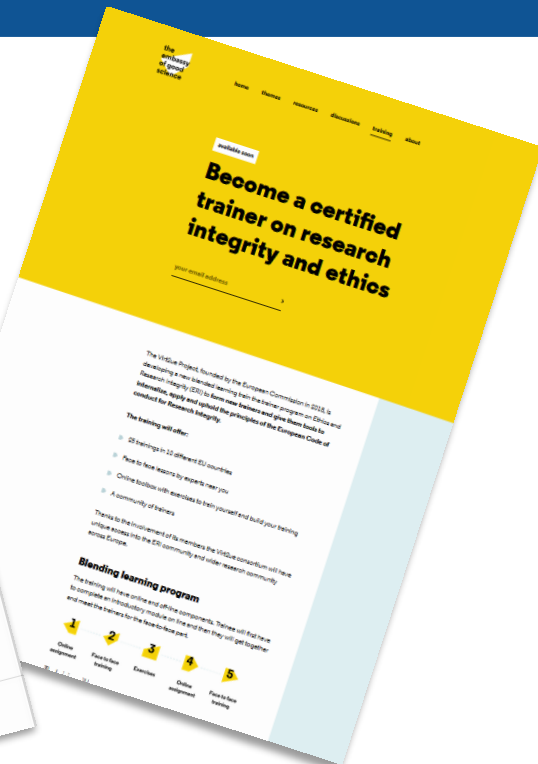 the
embassy
of good
science
home themes resources discussions training about
available soon
Become a certified
trainer on research
integrity and ethics
your email address
The Virt2ue Project, founded by the European Commission in 2018, is
developing a new blended learning train the trainer program on Ethics and
Research Integrity (ERI) to form new trainers and give them tools to
internalize, apply and uphold the principles of the European Code of
conduct for Research Integrity.
The training will offer:
25 trainings in 10 different EU countries
Face to face lessons by experts near you
Online toolbox with exercises to train yourself and build your training
A community of trainers
Thanks to the involvement of its members the Virt2ue consortium will have
unique access into the ERI community and wider research community
across Europe.
Blending learning program
The training will have online and off-line components. Trainee will first have
to complete an introductory module on line and then they will get together
and meet the trainers for the face-to-face part.
1 2 3 4 5
Online
assignment
Face to face
training
Exercises
Online
assignment
Face to face
training